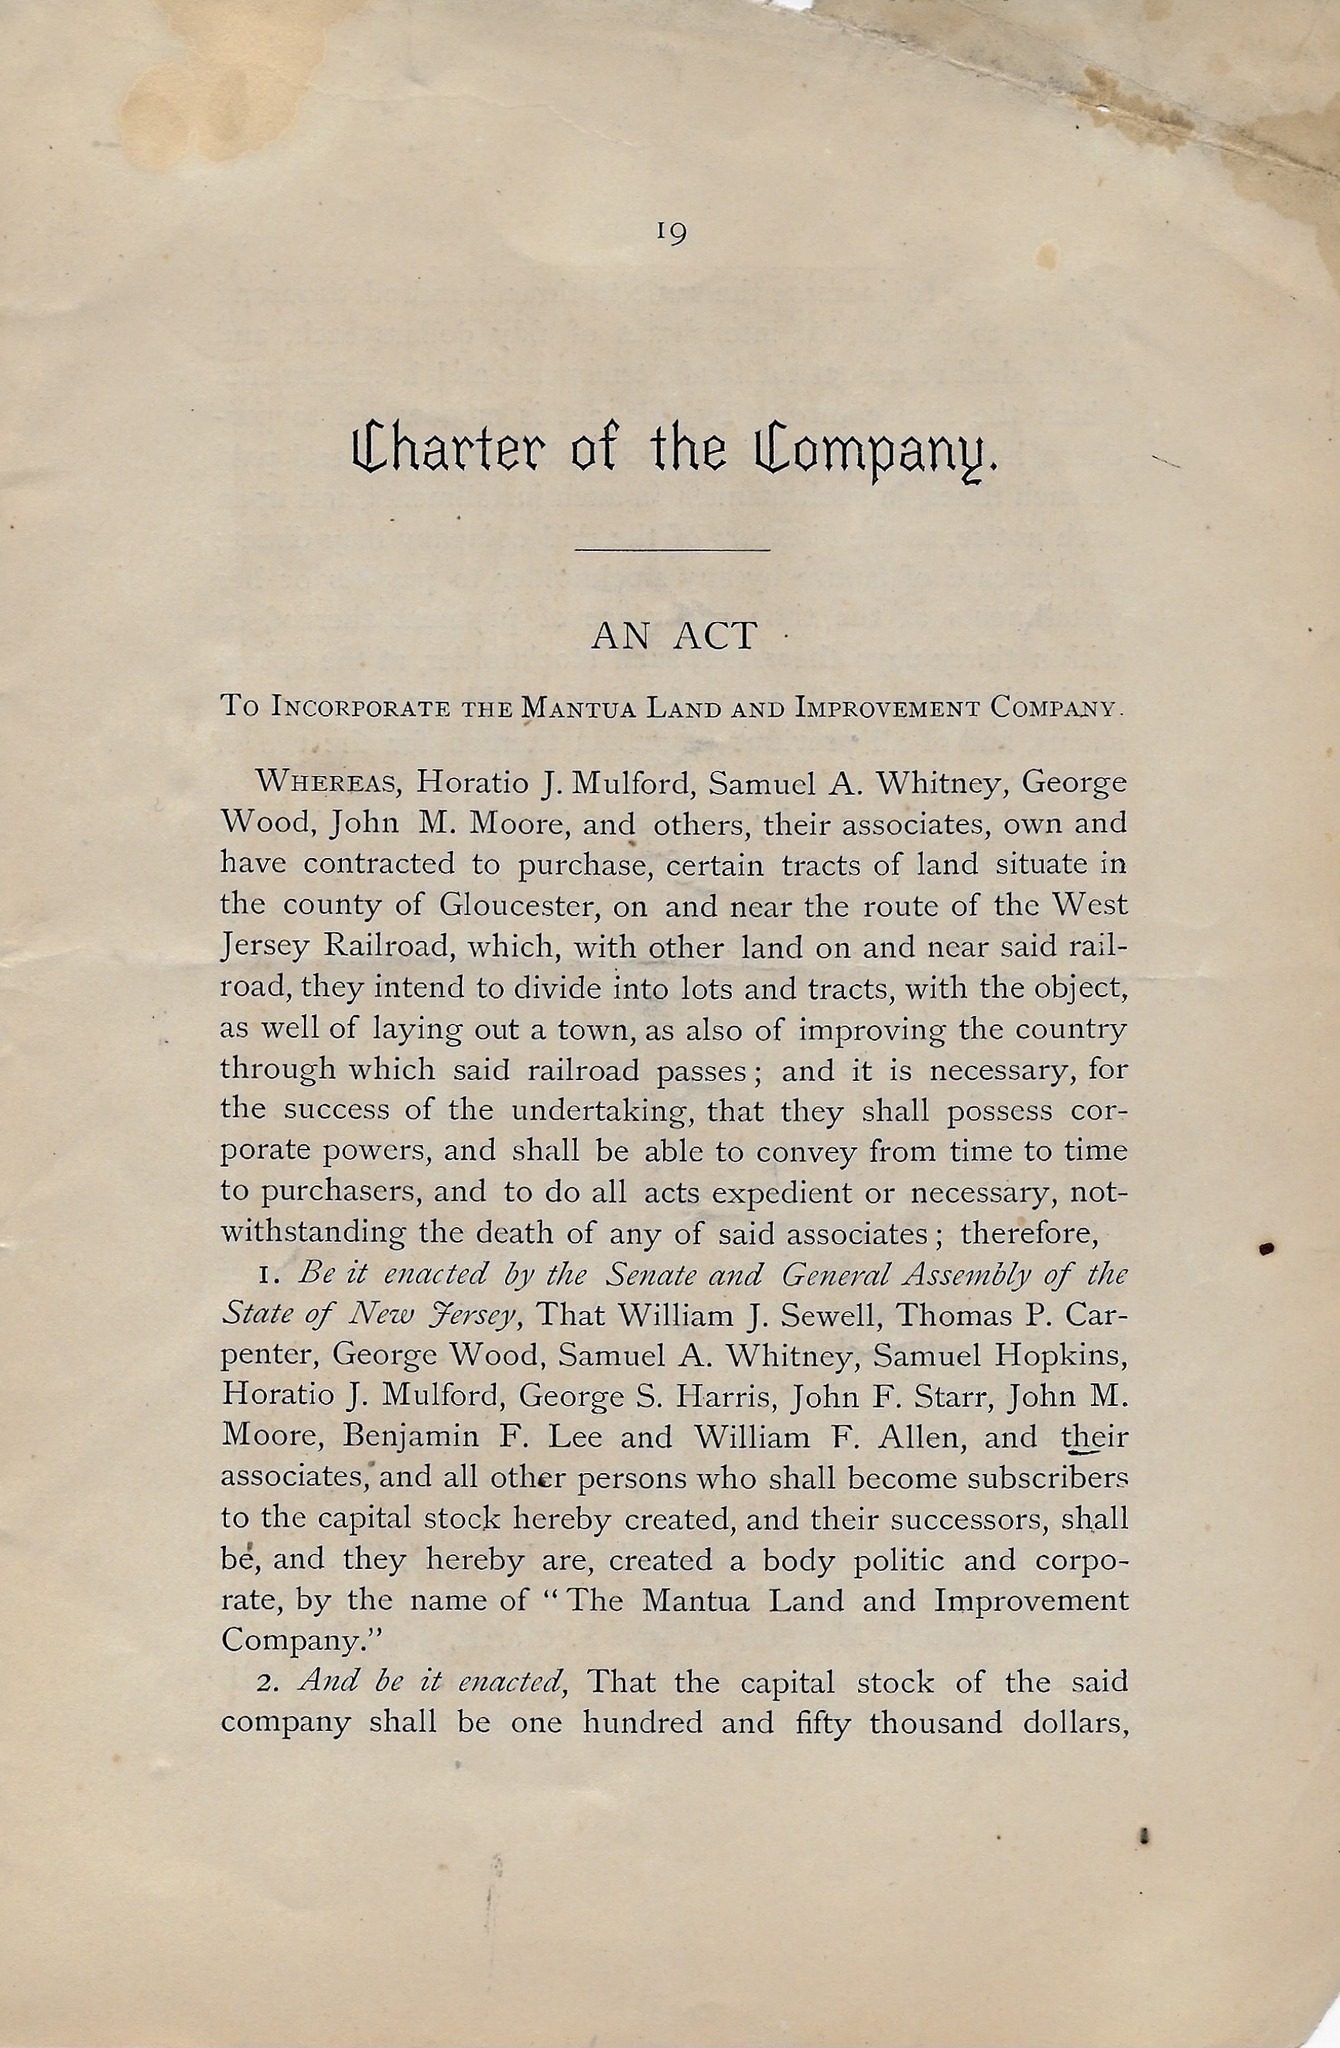 19
Charter of the Company.
AN ACT
To Incorporate the Mantua Land and Improvement Company.
Whereas, Horatio J. Mulford, Samuel A. Whitney, George
Wood, John M. Moore, and others, their associates, own and
have contracted to purchase, certain tracts of land situate in
the county of Gloucester, on and near the route of the West
Jersey Railroad, which, with other land on and near said rail-
road, they intend to divide into lots and tracts, with the object,
as well of laying out a town, as also of improving the country
through which said railroad passes; and it is necessary, for
the success of the undertaking, that they shall possess cor-
porate powers, and shall be able to convey from time to time
to purchasers, and to do all acts expedient or necessary, not-
withstanding the death of any of said associates; therefore,
1. Be it enacted by the Senate and General Assembly of the
State of New Jersey, That William J. Sewell, Thomas P. Car-
penter, George Wood, Samuel A. Whitney, Samuel Hopkins,
Horatio J. Mulford, George S. Harris, John F. Starr, John M.
Moore, Benjamin F. Lee and William F. Allen, and their
associates, and all other persons who shall become subscribers
to the capital stock hereby created, and their successors, shall
be, and they hereby are, created a body politic and corpo-
rate, by the name of "The Mantua Land and Improvement
Company."
2. And be it enacted, That the capital stock of the said
company shall be one hundred and fifty thousand dollars,